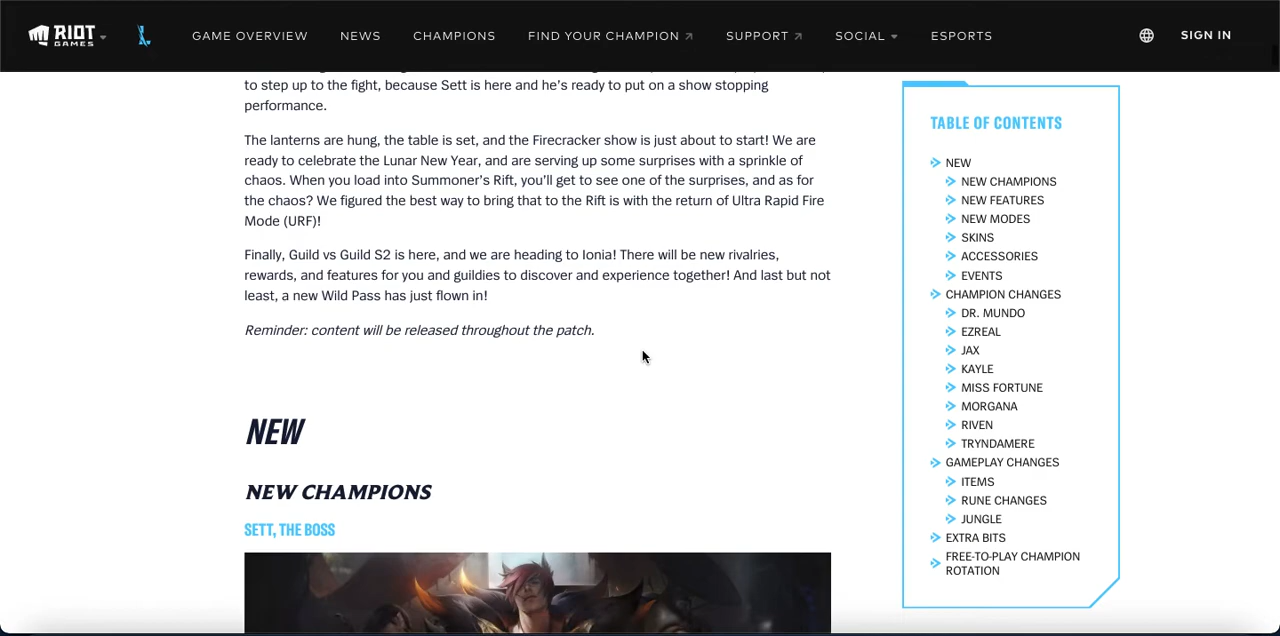 RIOT GAMES
GAME OVERVIEW
NEWS
CHAMPIONS
FIND YOUR CHAMPION
SUPPORT
SOCIAL
ESPORTS
SIGN IN
to step up to the fight, because Sett is here and he's ready to put on a show stopping
performance.
The lanterns are hung, the table is set, and the Firecracker show is just about to start! We are
ready to celebrate the Lunar New Year, and are serving up some surprises with a sprinkle of
chaos. When you load into Summoner's Rift, you'll get to see one of the surprises, and as for
the chaos? We figured the best way to bring that to the Rift is with the return of Ultra Rapid Fire
Mode (URF)!
Finally, Guild vs Guild S2 is here, and we are heading to Ionia! There will be new rivalries,
rewards, and features for you and guildies to discover and experience together! And last but not
least, a new Wild Pass has just flown in!
Reminder: content will be released throughout the patch.
NEW
NEW CHAMPIONS
SETT, THE BOSS
TABLE OF CONTENTS
NEW
NEW CHAMPIONS
NEW FEATURES
NEW MODES
SKINS
ACCESSORIES
EVENTS
CHAMPION CHANGES
DR. MUNDO
EZREAL
JAX
KAYLE
MISS FORTUNE
MORGANA
RIVEN
TRYNDAMERE
GAMEPLAY CHANGES
ITEMS
RUNE CHANGES
JUNGLE
EXTRA BITS
FREE-TO-PLAY CHAMPION
ROTATION